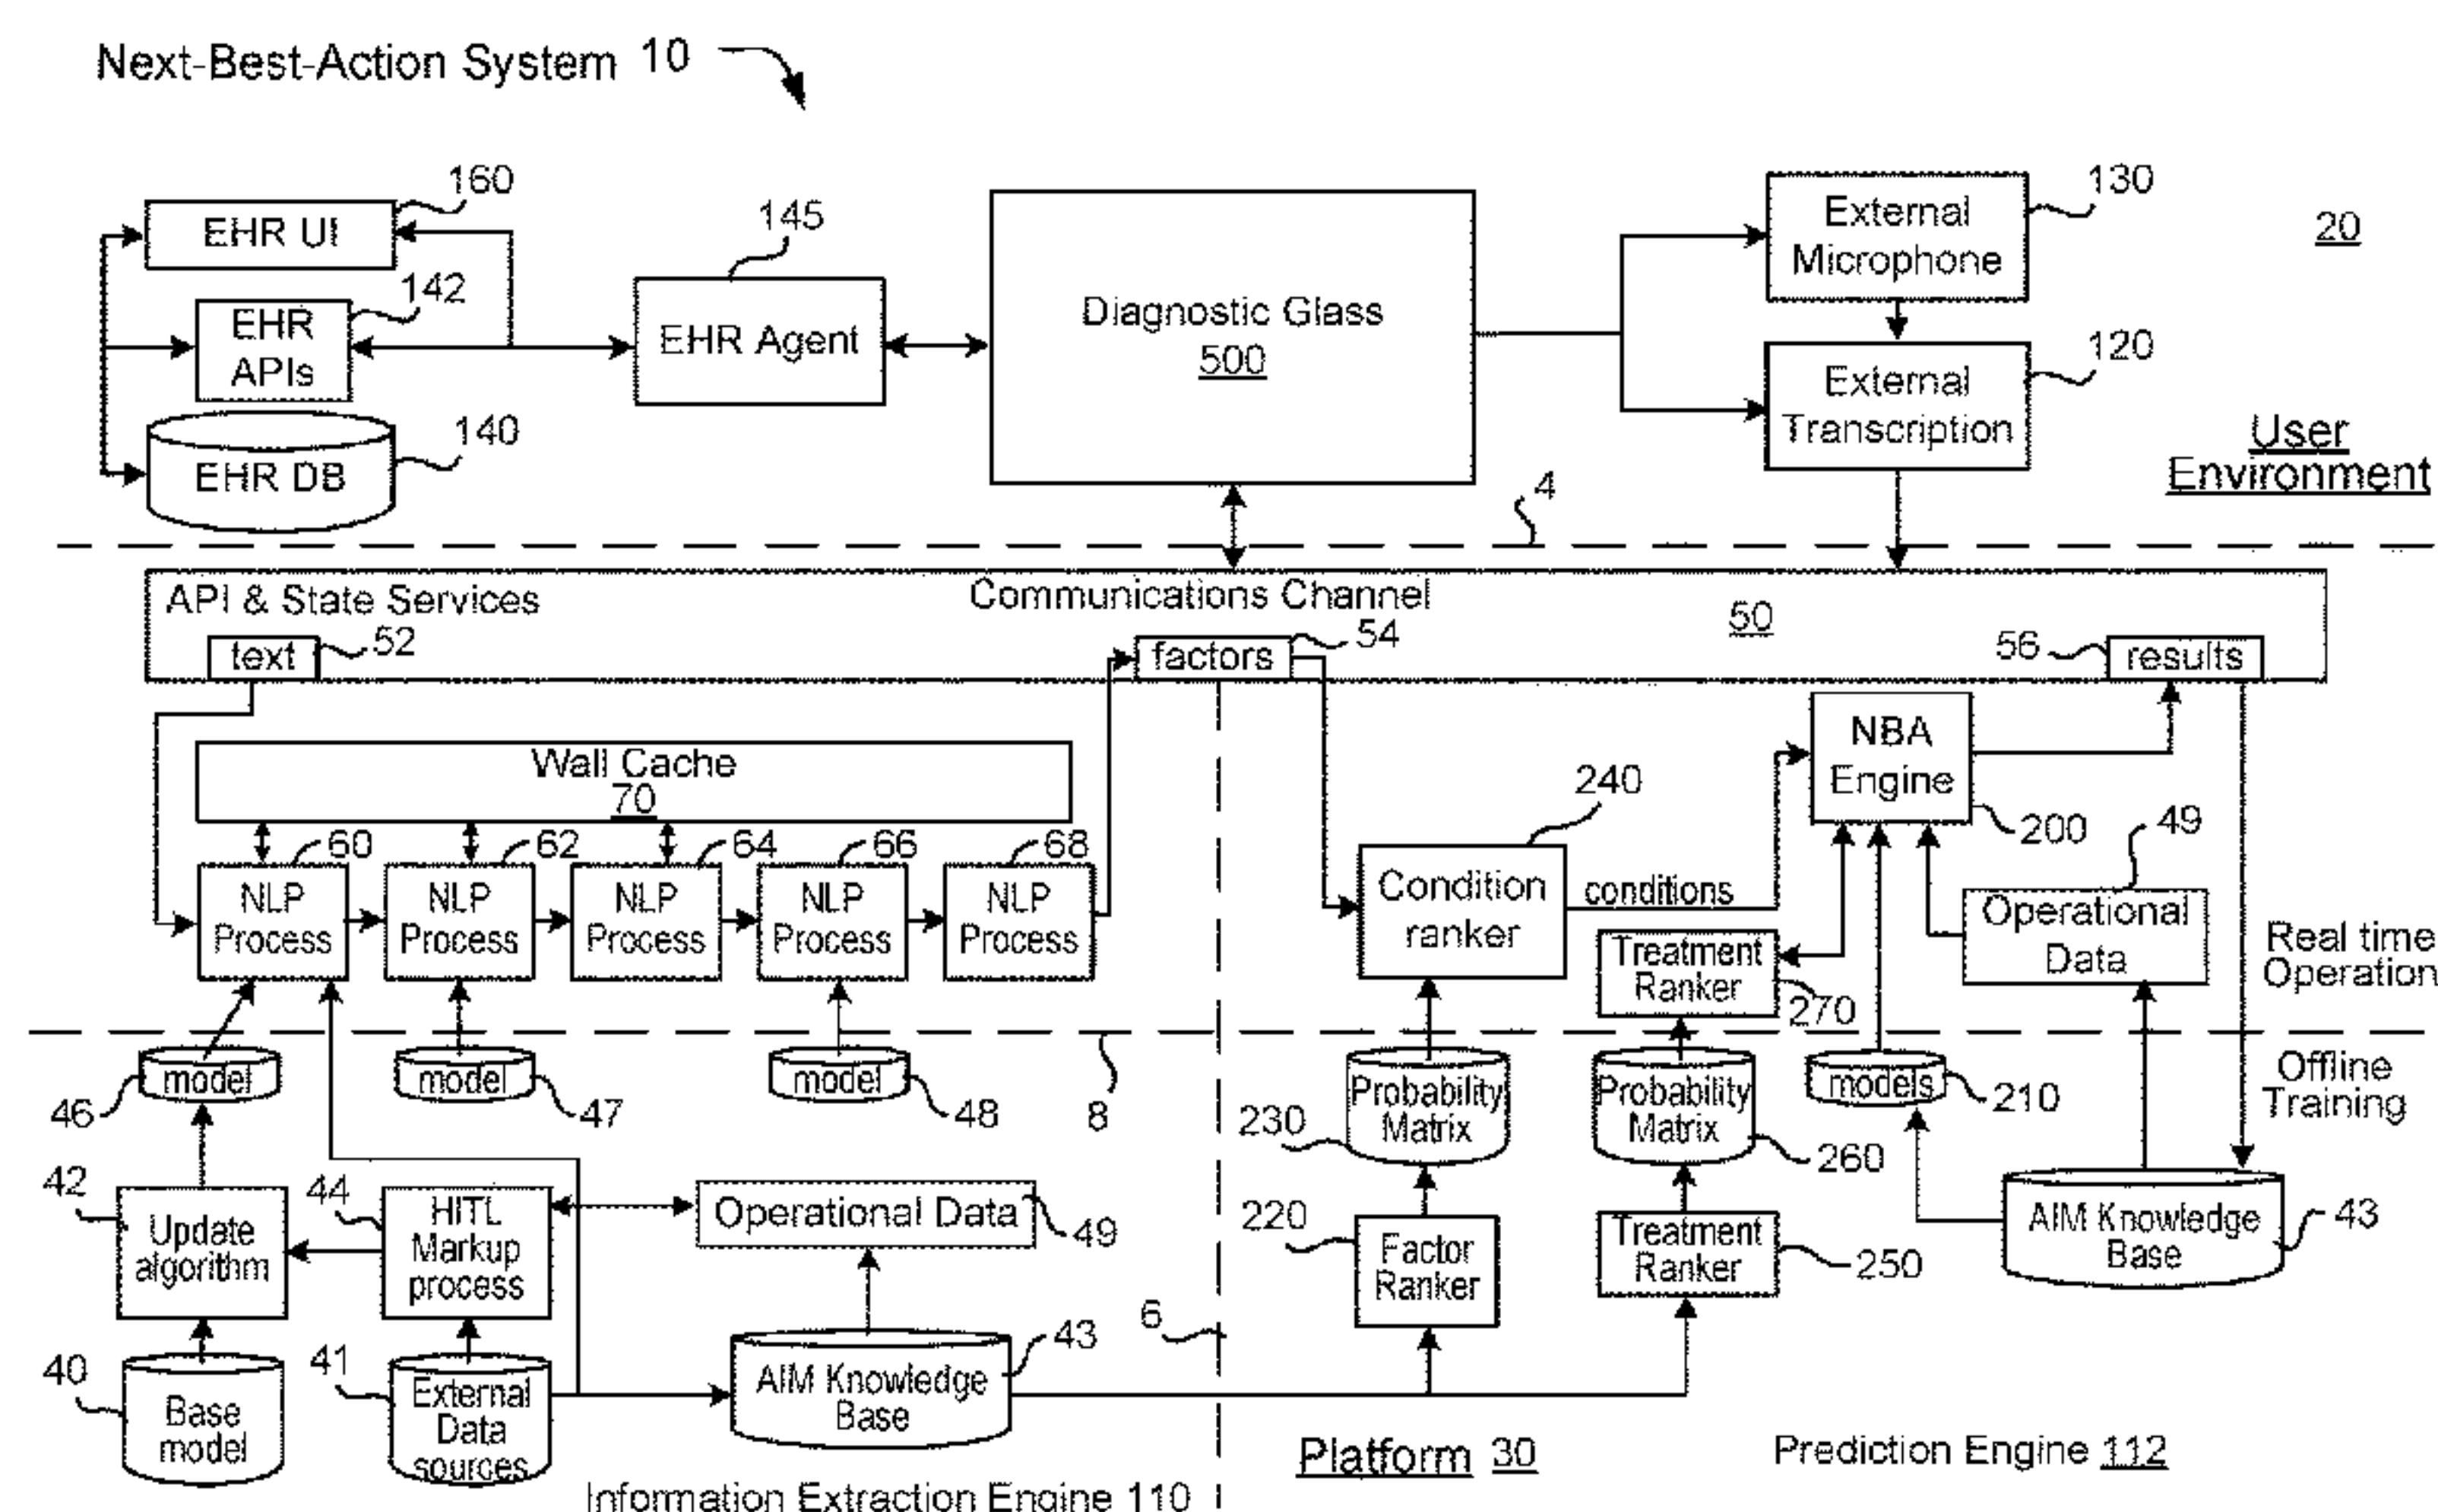 Next-Best-Action System 10
160
EHR UI
142
EHR
APIs
140
EHR DB
145
EHR Agent
Diagnostic Glass
500
130
External
Microphone
120
External
Transcription
20
User
Environment
4
API & State Services
Communications Channel
50
text
52
factors
54
56
results
Wall Cache
70
60
62
64
66
68
NLP
Process
NLP
Process
NLP
Process
NLP
Process
NLP
Process
240
Condition
ranker
conditions
NBA
Engine
200
49
Operational
Data
Treatment
Ranker
270
Real time
Operation
model
46
model
47
model
48
8
Offline
Training
Probability
Matrix
230
Probability
Matrix
260
models
210
42
Update
algorithm
44
HITL
Markup
process
Operational Data
49
220
Factor
Ranker
Treatment
Ranker
250
AIM Knowledge
Base
43
40
Base
model
41
External
Data
sources
AIM Knowledge
Base
43
6
Platform 30
Prediction Engine 112
Information Extraction Engine 110